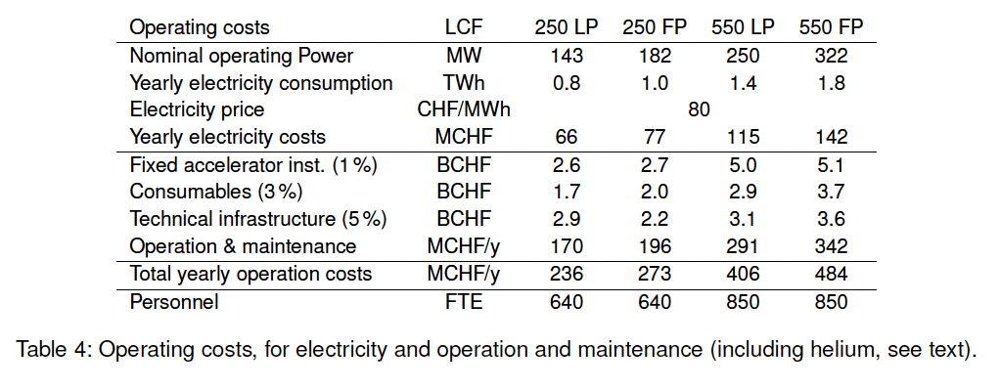 Operating costs LCF 250 LP 250 FP 550 LP 550 FP
Nominal operating Power MW 143 182 250 322
Yearly electricity consumption TWh 0.8 1.0 1.4 1.8
Electricity price CHF/MWh 80
Yearly electricity costs MCHF 66 77 115 142
Fixed accelerator inst. (1 %) BCHF 2.6 2.7 5.0 5.1
Consumables (3 %) BCHF 1.7 2.0 2.9 3.7
Technical infrastructure (5 %) BCHF 2.9 2.2 3.1 3.6
Operation & maintenance MCHF/y 170 196 291 342
Total yearly operation costs MCHF/y 236 273 406 484
Personnel FTE 640 640 850 850
Table 4: Operating costs, for electricity and operation and maintenance (including helium, see text).